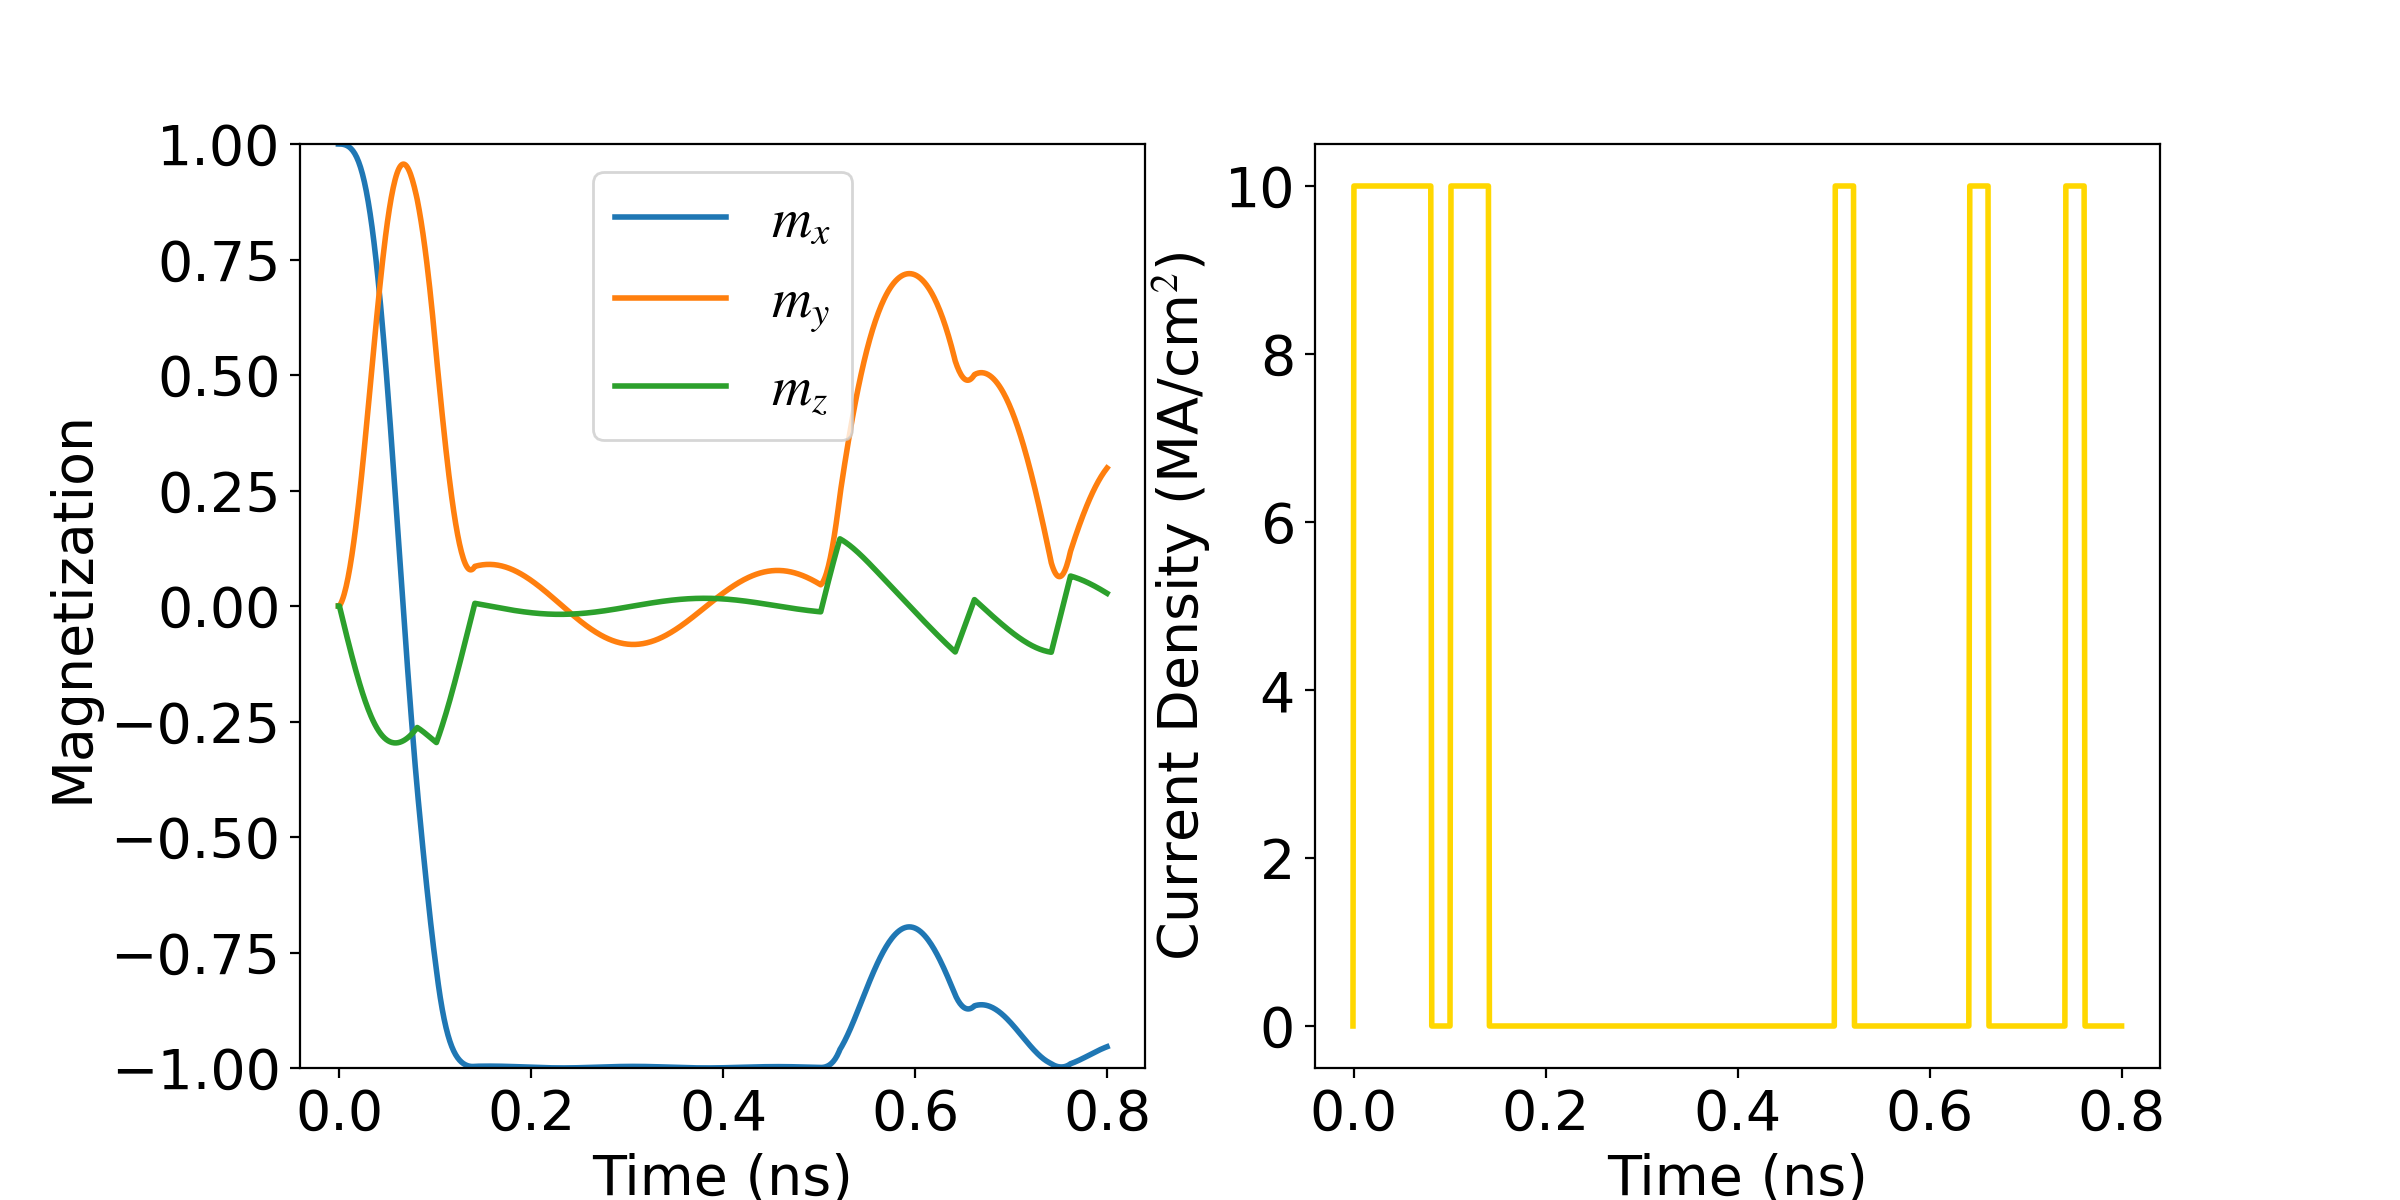 1.00
0.75
0.50
0.25
0.00
−0.25
−0.50
−0.75
−1.00
Magnetization
0.0 0.2 0.4 0.6 0.8
Time (ns)
m_x
m_y
m_z
10
8
6
4
2
0
Current Density (MA/cm²)
0.0 0.2 0.4 0.6 0.8
Time (ns)